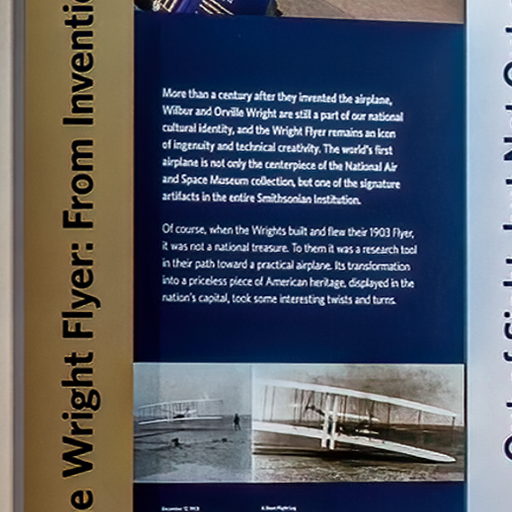 e Wright Flyer: From Inventio
More than a century after they invented the airplane,
Wilbur and Orville Wright are still a part of our national
cultural identity, and the Wright Flyer remains an icon
of ingenuity and technical creativity. The world's first
airplane is not only the centerpiece of the National Air
and Space Museum collection, but one of the signature
artifacts in the entire Smithsonian Institution.
Of course, when the Wrights built and flew their 1903 Flyer,
it was not a national treasure. To them it was a research tool
in their path toward a practical airplane. Its transformation
into a priceless piece of American heritage, displayed in the
nation's capital, took some interesting twists and turns.
December 17, 1903
Out of Sight, but Not Out